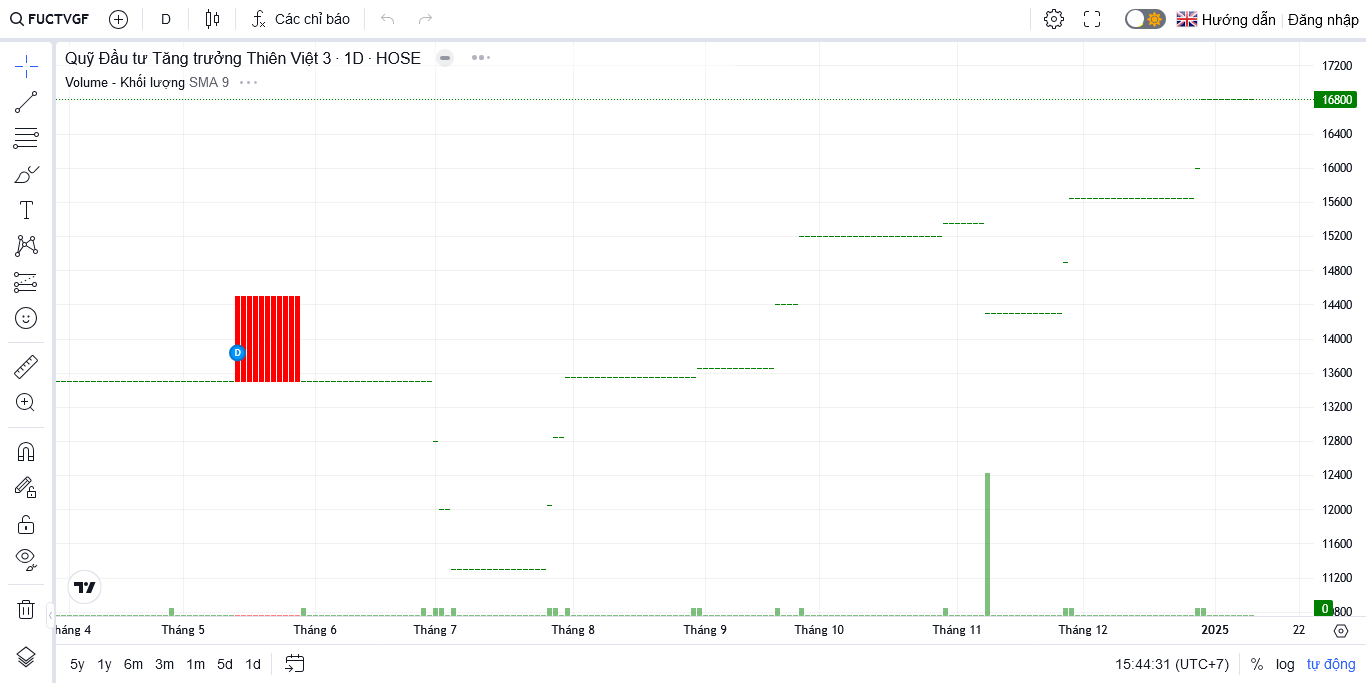 FUCTVGF D Các chỉ báo Hướng dẫn Đăng nhập
Quỹ Đầu tư Tăng trưởng Thiên Việt 3 · 1D · HOSE
Volume - Khối lượng SMA 9
17200
16800
16400
16000
15600
15200
14800
14400
14000
13600
13200
12800
12400
12000
11600
11200
0
D
háng 4 Tháng 5 Tháng 6 Tháng 7 Tháng 8 Tháng 9 Tháng 10 Tháng 11 Tháng 12 2025 22
5y 1y 6m 3m 1m 5d 1d 15:44:31 (UTC+7) % log tự động